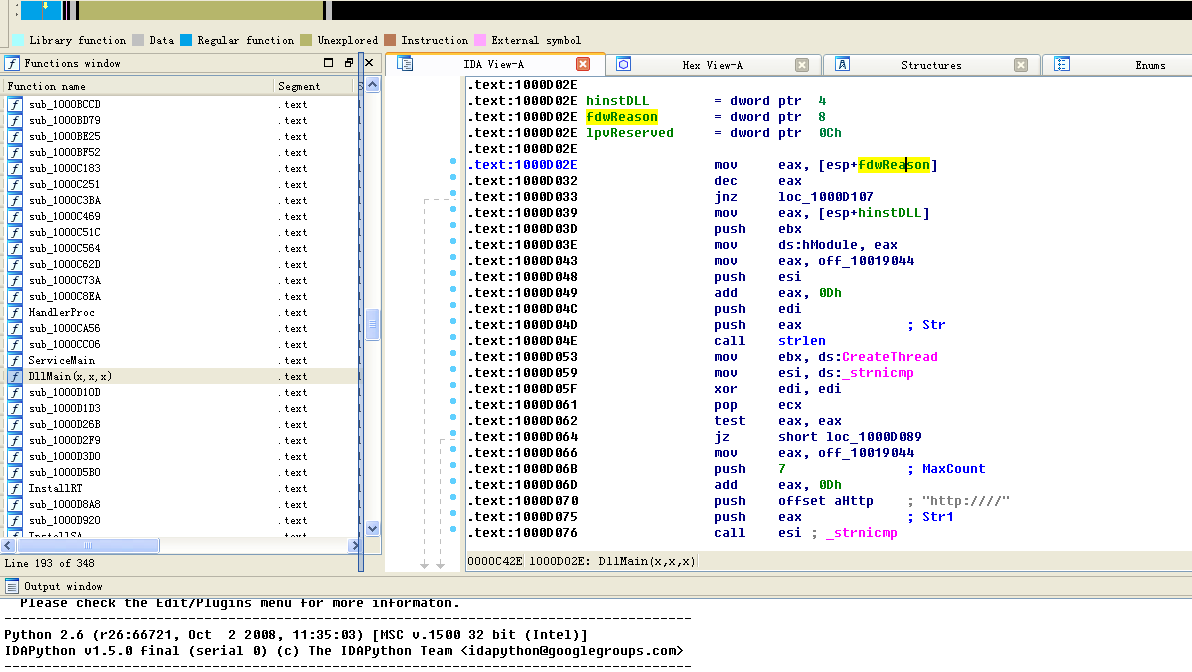 Library function Data Regular function Unexplored Instruction External symbol
Functions window
IDA View-A Hex View-A Structures Enums
Function name Segment
sub_1000BCCD .text
sub_1000BD79 .text
sub_1000BE25 .text
sub_1000BF52 .text
sub_1000C183 .text
sub_1000C251 .text
sub_1000C3BA .text
sub_1000C469 .text
sub_1000C51C .text
sub_1000C564 .text
sub_1000C62D .text
sub_1000C73A .text
sub_1000C8EA .text
HandlerProc .text
sub_1000CA56 .text
sub_1000CC06 .text
ServiceMain .text
DllMain(x,x,x) .text
sub_1000D10D .text
sub_1000D1D3 .text
sub_1000D26B .text
sub_1000D2F9 .text
sub_1000D3D0 .text
sub_1000D5B0 .text
InstallRT .text
sub_1000D8A8 .text
sub_1000D920 .text
InstallSA .text
Line 193 of 348
.text:1000D02E
.text:1000D02E hinstDLL = dword ptr 4
.text:1000D02E fdwReason = dword ptr 8
.text:1000D02E lpvReserved = dword ptr 0Ch
.text:1000D02E
.text:1000D02E mov eax, [esp+fdwReason]
.text:1000D032 dec eax
.text:1000D033 jnz loc_1000D107
.text:1000D039 mov eax, [esp+hinstDLL]
.text:1000D03D push ebx
.text:1000D03E mov ds:hModule, eax
.text:1000D043 mov eax, off_10019044
.text:1000D048 push esi
.text:1000D049 add eax, 0Dh
.text:1000D04C push edi
.text:1000D04D push eax ; Str
.text:1000D04E call strlen
.text:1000D053 mov ebx, ds:CreateThread
.text:1000D059 mov esi, ds:_strnicmp
.text:1000D05F xor edi, edi
.text:1000D061 pop ecx
.text:1000D062 test eax, eax
.text:1000D064 jz short loc_1000D089
.text:1000D066 mov eax, off_10019044
.text:1000D06B push 7 ; MaxCount
.text:1000D06D add eax, 0Dh
.text:1000D070 push offset aHttp ; "http:////"
.text:1000D075 push eax ; Str1
.text:1000D076 call esi ; _strnicmp
0000C42E 1000D02E: DllMain(x,x,x)
Output window
Please check the Edit/Plugins menu for more informaton.
---------------------------------------------------------------------------------------
Python 2.6 (r26:66721, Oct  2 2008, 11:35:03) [MSC v.1500 32 bit (Intel)]
IDAPython v1.5.0 final (serial 0) (c) The IDAPython Team <idapython@googlegroups.com>
---------------------------------------------------------------------------------------